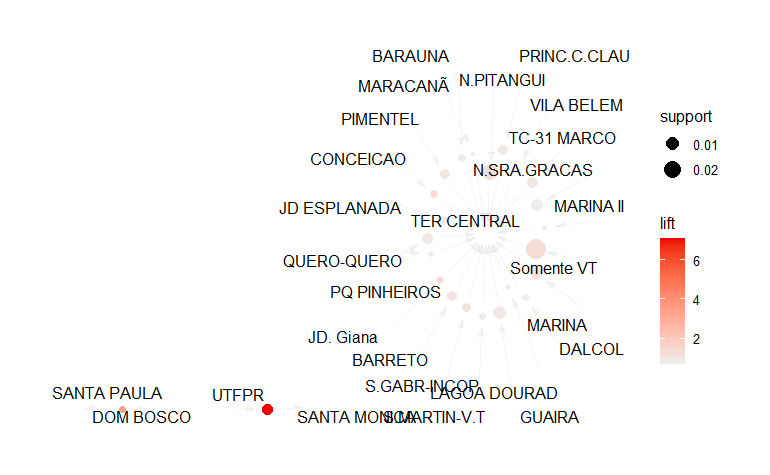 BARAUNA
PRINC.C.CLAU
MARACANÃ
N.PITANGUI
VILA BELEM
PIMENTEL
TC-31 MARCO
CONCEICAO
N.SRA.GRACAS
JD ESPLANADA
MARINA II
TER CENTRAL
QUERO-QUERO
Somente VT
PQ PINHEIROS
JD. Giana
MARINA
BARRETO
DALCOL
S.GABR-INCOP
LAGOA DOURAD
SANTA PAULA
UTFPR
DOM BOSCO
SANTA MONICA
S.MARTIN-V.T
GUAIRA
support
0.01
0.02
lift
6
4
2